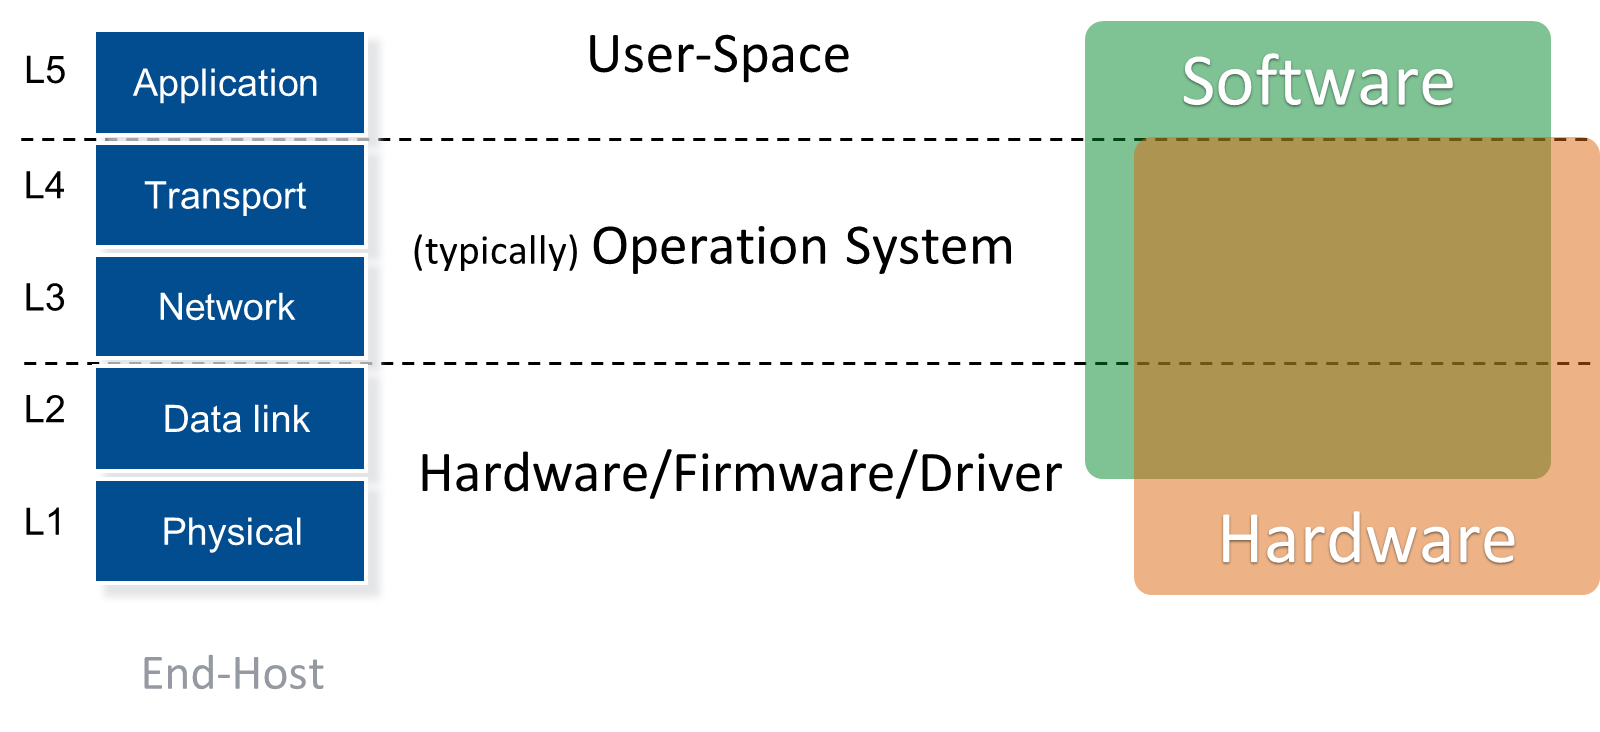 User-Space
Software
L5
Application
L4
Transport
(typically) Operation System
L3
Network
L2
Data link
Hardware/Firmware/Driver
L1
Physical
Hardware
End-Host